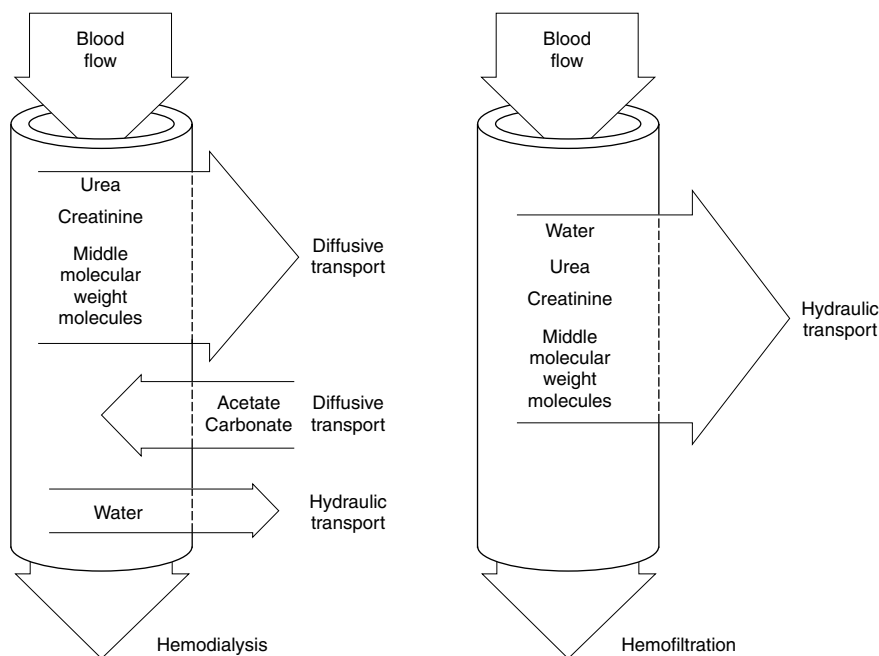 Blood
flow
Urea
Creatinine
Middle
molecular
weight
molecules
Diffusive
transport
Acetate
Carbonate
Diffusive
transport
Water
Hydraulic
transport
Hemodialysis
Blood
flow
Water
Urea
Creatinine
Middle
molecular
weight
molecules
Hydraulic
transport
Hemofiltration